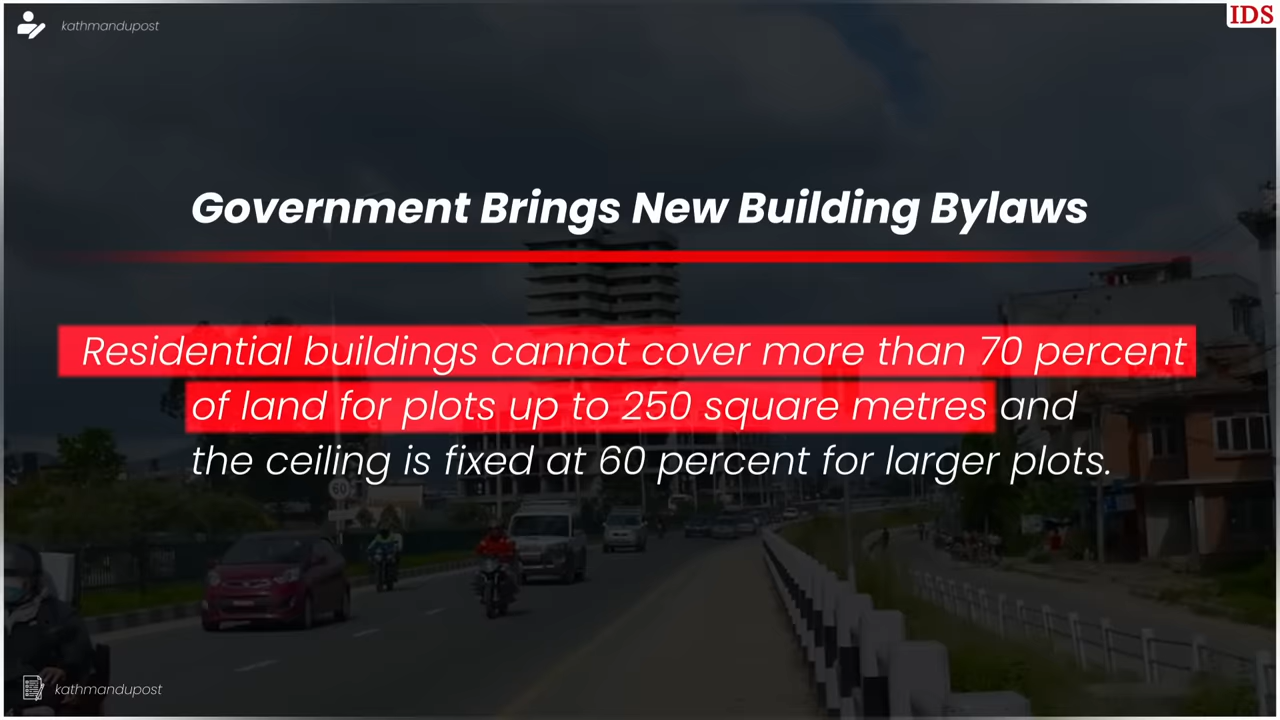 kathmandupost
IDS
Government Brings New Building Bylaws
Residential buildings cannot cover more than 70 percent
of land for plots up to 250 square metres and
the ceiling is fixed at 60 percent for larger plots.
60
kathmandupost